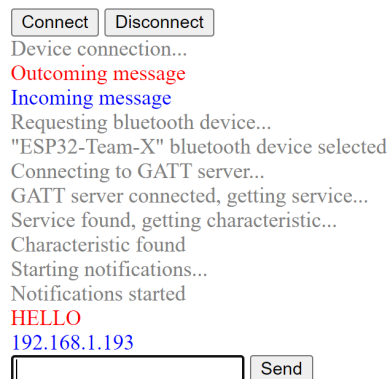 Connect Disconnect
Device connection...
Outcoming message
Incoming message
Requesting bluetooth device...
"ESP32-Team-X" bluetooth device selected
Connecting to GATT server...
GATT server connected, getting service...
Service found, getting characteristic...
Characteristic found
Starting notifications...
Notifications started
HELLO
192.168.1.193
Send